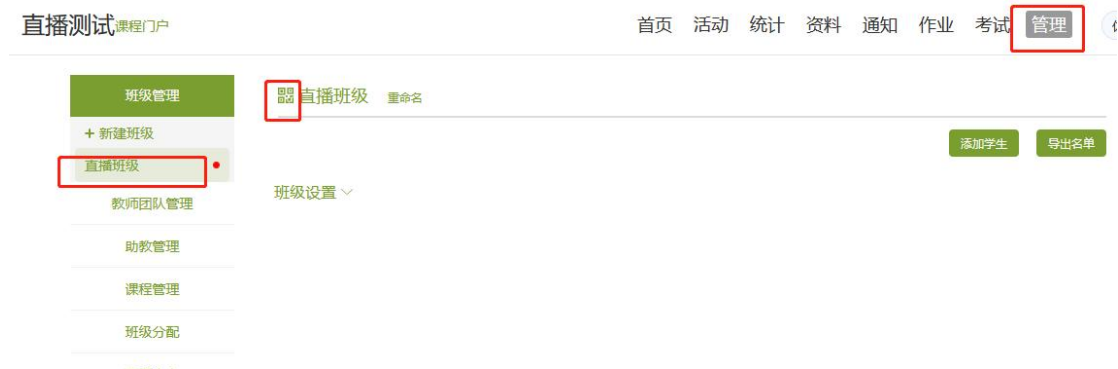 直播测试 课程门户 首页 活动 统计 资料 通知 作业 考试 管理
班级管理
直播班级 重命名
+ 新建班级
添加学生 导出名单
直播班级
班级设置
教师团队管理
助教管理
课程管理
班级分配